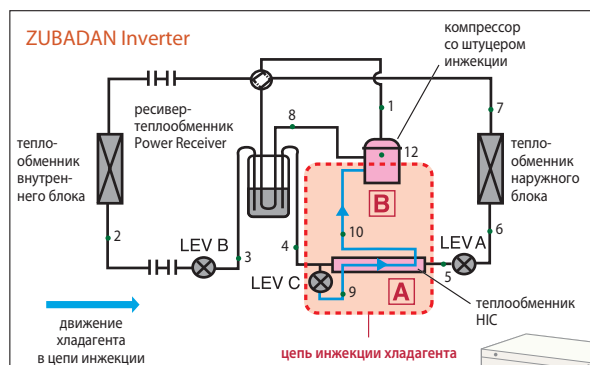 ZUBADAN Inverter
компрессор
со штуцером
инжекции
ресивер-
теплообменник
Power Receiver
8
1
7
12
тепло-
обменник
внутрен-
него блока
тепло-
обменник
наружного
блока
B
2
10
6
LEV B
3
4
LEV A
5
LEV C
9
A
движение
хладагента
в цепи инжекции
теплообменник
HIC
цепь инжекции хладагента